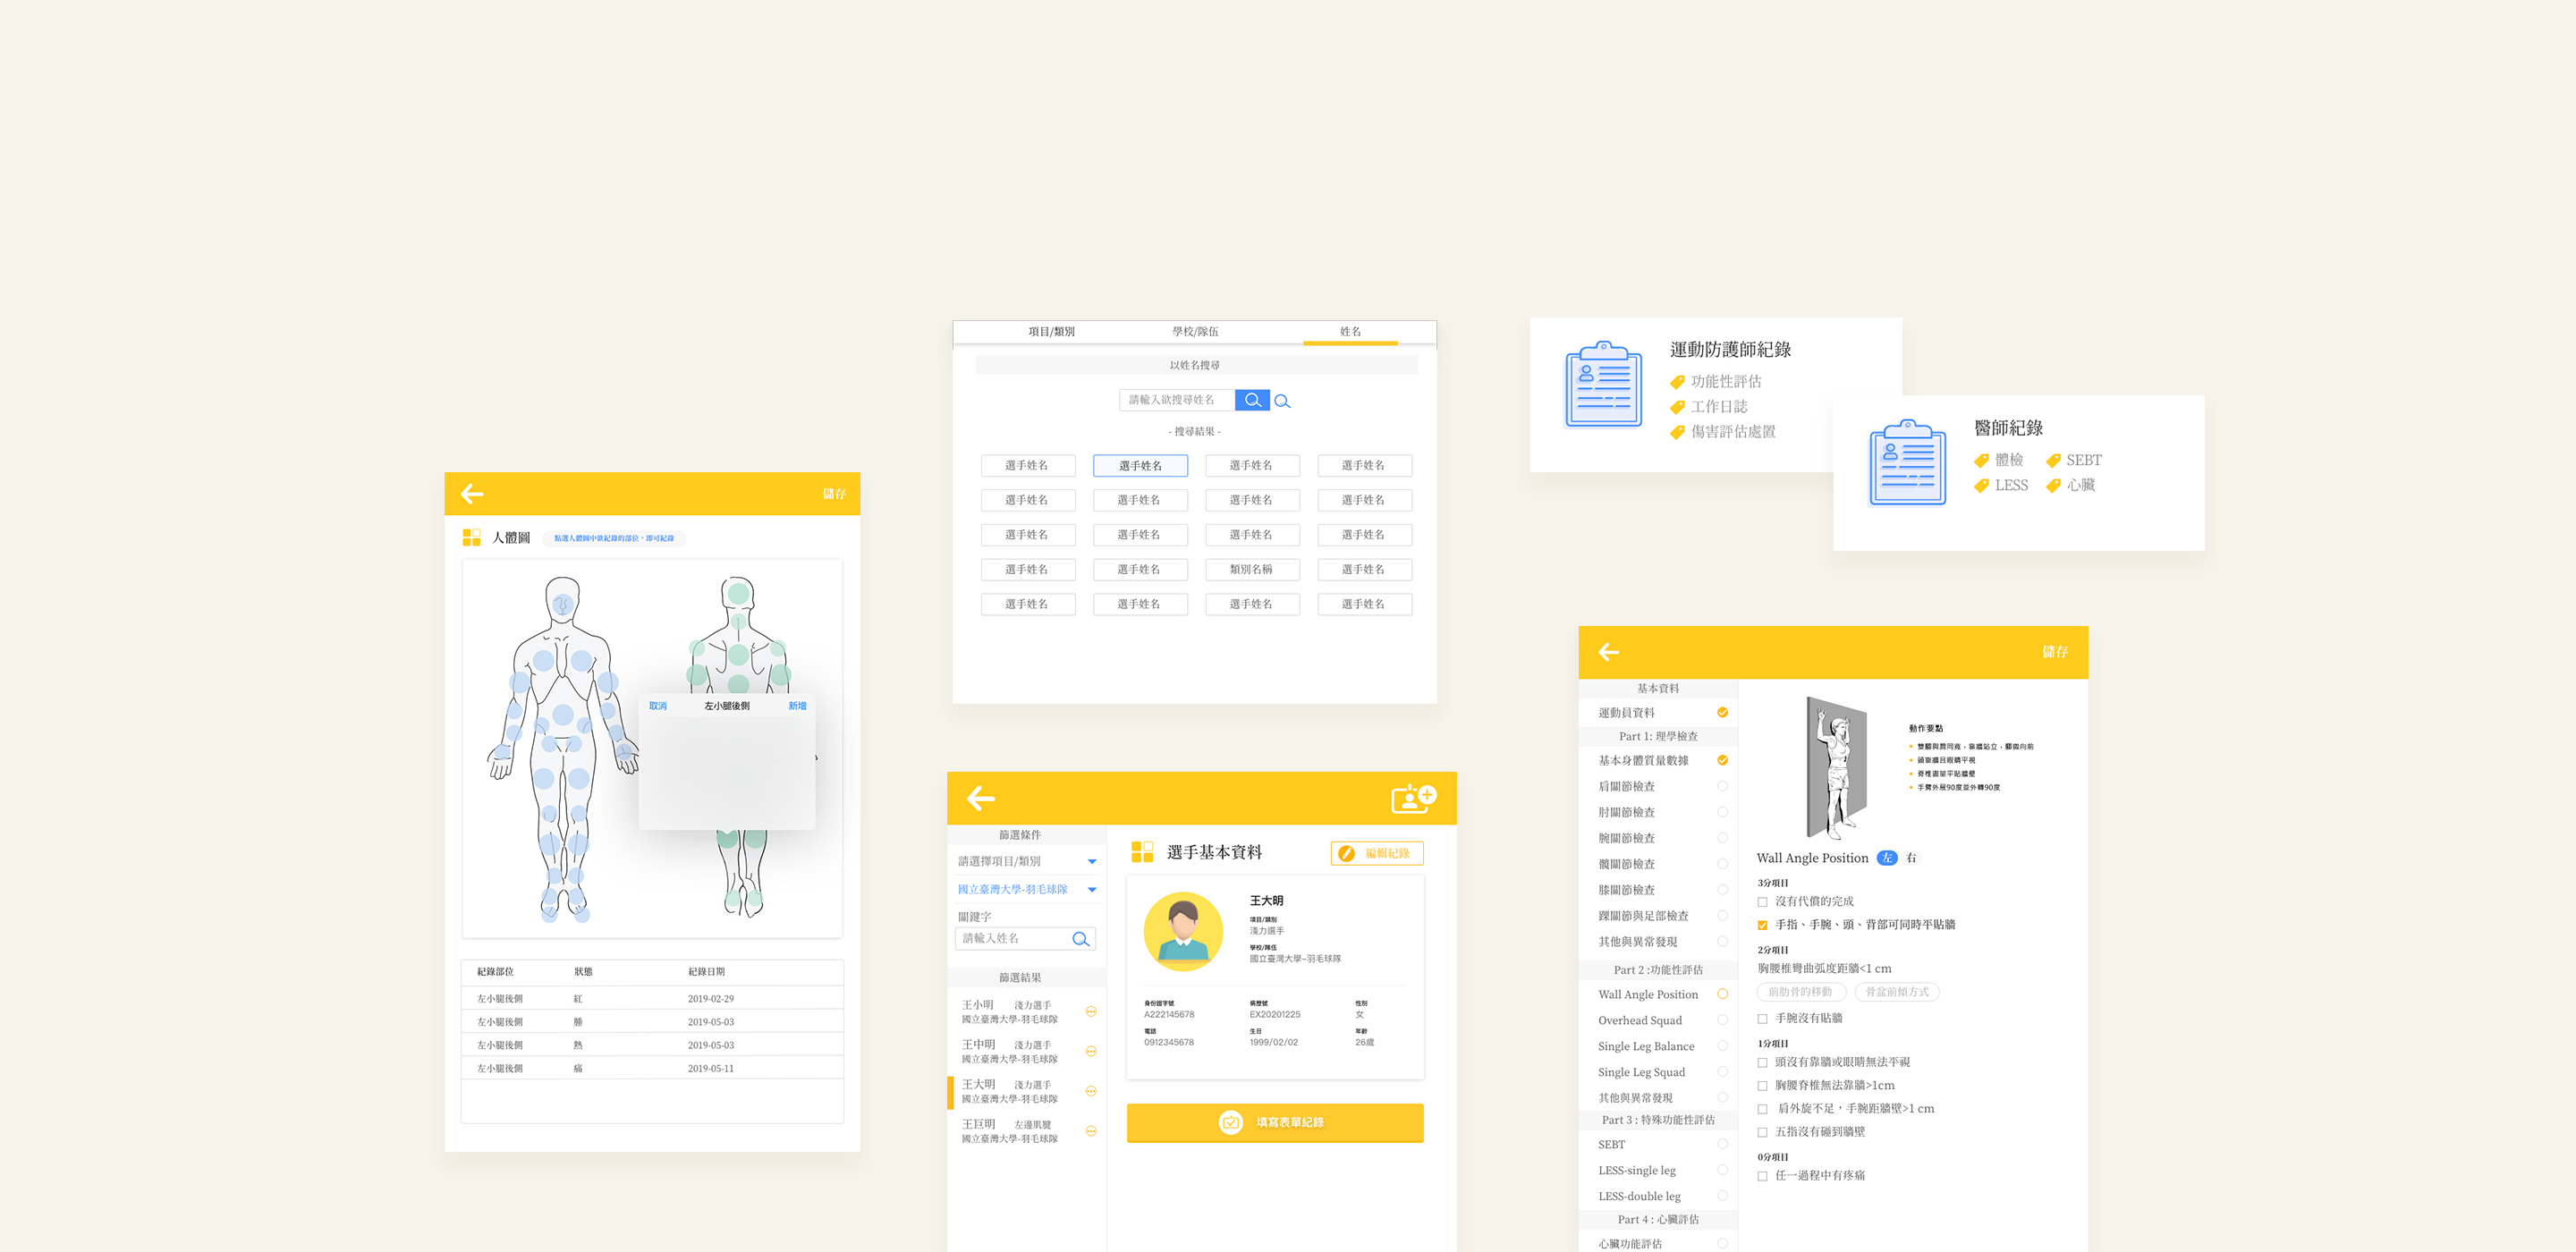 儲存
人體圖
點選人體圖中欲紀錄的部位，即可紀錄
取消 左小腿後側 新增
紀錄部位 狀態 紀錄日期
左小腿後側 紅 2019-02-29
左小腿後側 腫 2019-05-03
左小腿後側 熱 2019-05-03
左小腿後側 痛 2019-05-11
項目/類別 學校/隊伍 姓名
以姓名搜尋
請輸入欲搜尋姓名
- 搜尋結果 -
選手姓名 選手姓名 選手姓名 選手姓名
選手姓名 選手姓名 選手姓名 選手姓名
選手姓名 選手姓名 選手姓名 選手姓名
選手姓名 選手姓名 類別名稱 選手姓名
選手姓名 選手姓名 選手姓名 選手姓名
篩選條件
請選擇項目/類別
國立臺灣大學-羽毛球隊
關鍵字
請輸入姓名
篩選結果
王小明 淺力選手
國立臺灣大學-羽毛球隊
王中明 淺力選手
國立臺灣大學-羽毛球隊
王大明 淺力選手
國立臺灣大學-羽毛球隊
王巨明 左邊肌腱
國立臺灣大學-羽毛球隊
選手基本資料
編輯紀錄
王大明
項目/類別
淺力選手
學校/隊伍
國立臺灣大學-羽毛球隊
身份證字號 病歷號 性別
A222145678 EX20201225 女
電話 生日 年齡
0912345678 1999/02/02 26歲
填寫表單紀錄
運動防護師紀錄
功能性評估
工作日誌
傷害評估處置
醫師紀錄
體檢 SEBT
LESS 心臟
儲存
基本資料
運動員資料
Part 1: 理學檢查
基本身體質量數據
肩關節檢查
肘關節檢查
腕關節檢查
髖關節檢查
膝關節檢查
踝關節與足部檢查
其他與異常發現
Part 2 :功能性評估
Wall Angle Position
Overhead Squad
Single Leg Balance
Single Leg Squad
其他與異常發現
Part 3 : 特殊功能性評估
SEBT
LESS-single leg
LESS-double leg
Part 4 : 心臟評估
心臟功能評估
動作要點
雙腳與肩同寬，靠牆站立，腳微向前
頭靠牆且眼睛平視
脊椎盡量平貼牆壁
手臂外展90度並外轉90度
Wall Angle Position 左 右
3分項目
沒有代償的完成
手指、手腕、頭、背部可同時平貼牆
2分項目
胸腰椎彎曲弧度距牆<1 cm
前肋骨的移動 骨盆前傾方式
手腕沒有貼牆
1分項目
頭沒有靠牆或眼睛無法平視
胸腰脊椎無法靠牆>1cm
肩外旋不足，手腕距牆壁>1 cm
五指沒有碰到牆壁
0分項目
任一過程中有疼痛